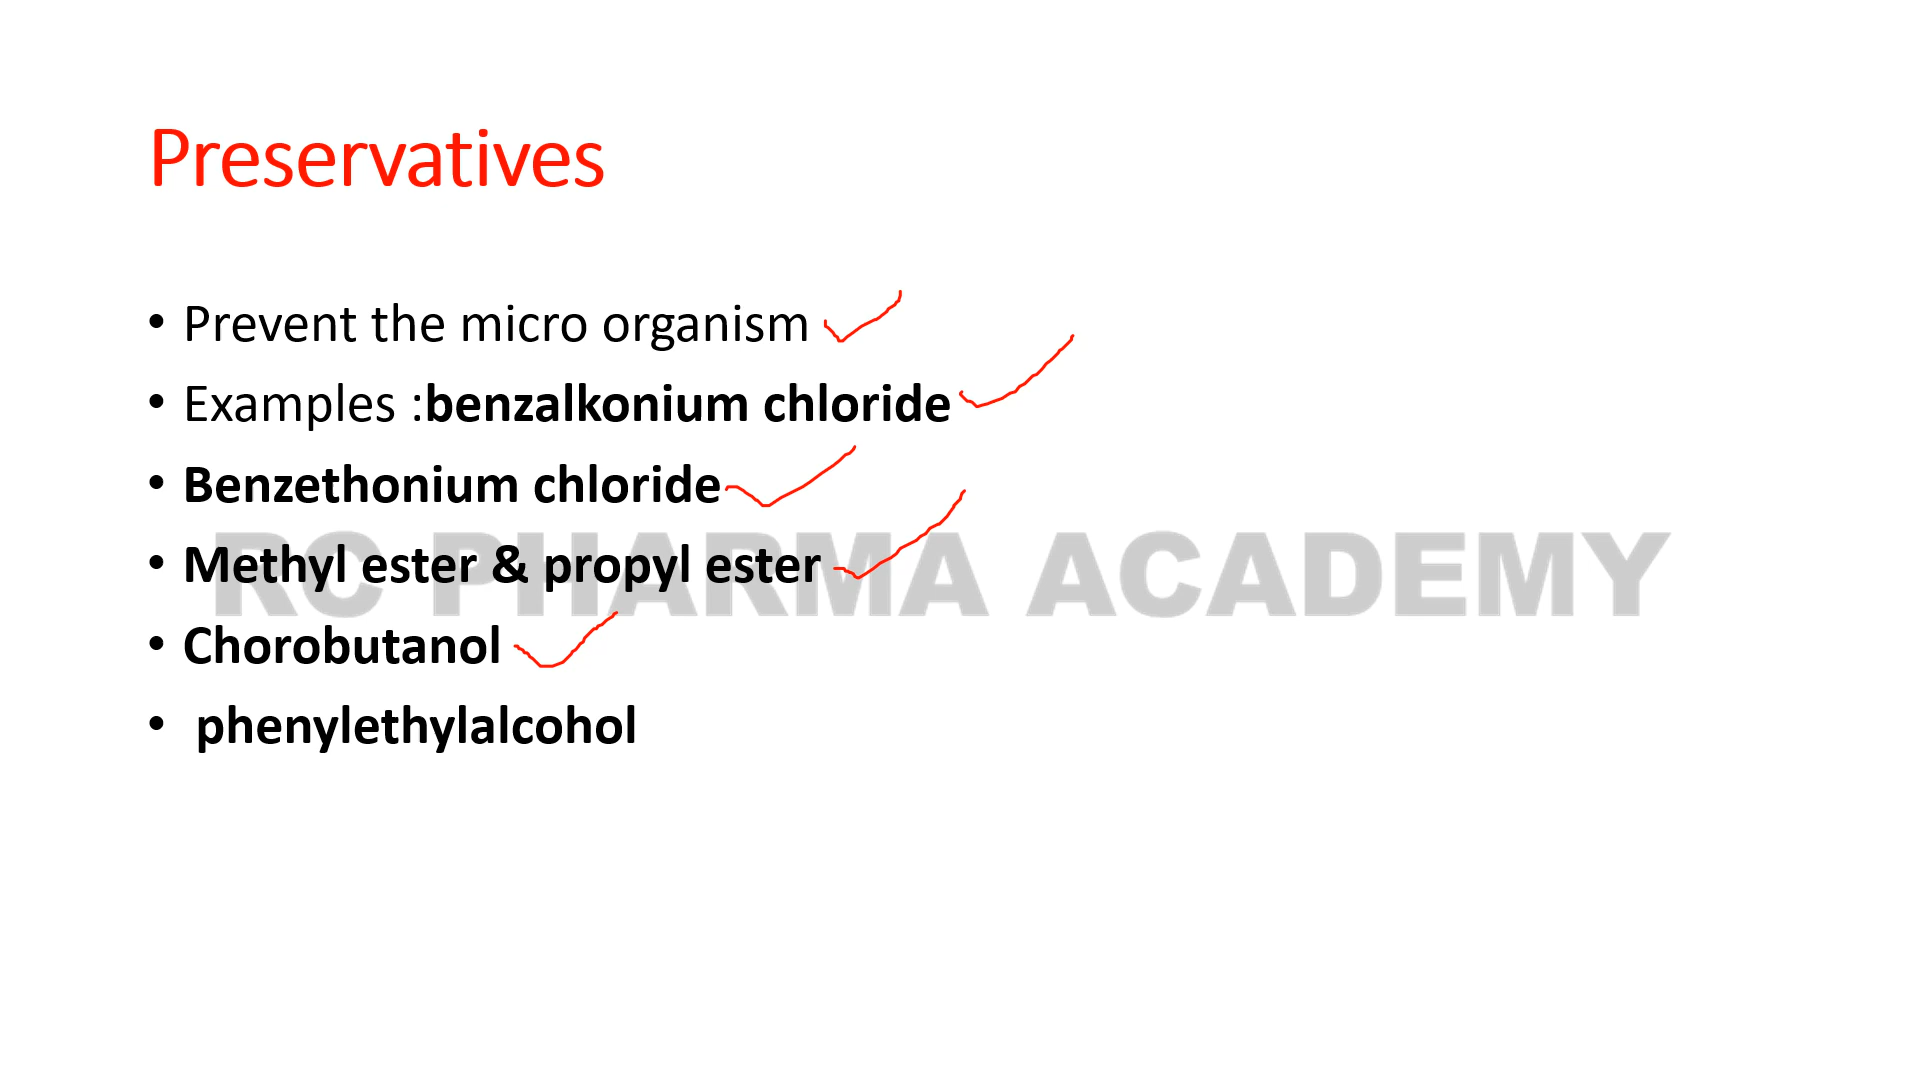 Preservatives
• Prevent the micro organism
• Examples :benzalkonium chloride
• Benzethonium chloride
• Methyl ester & propyl ester
RC PHARMA ACADEMY
• Chorobutanol
• phenylethylalcohol